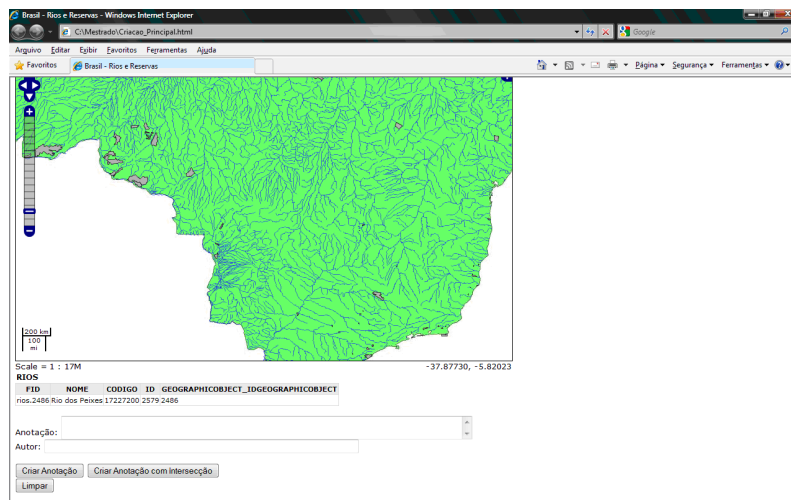 Brasil - Rios e Reservas - Windows Internet Explorer
C:\Mestrado\Criacao_Principal.html
Google
Arquivo Editar Exibir Favoritos Ferramentas Ajuda
Favoritos Brasil - Rios e Reservas Página Segurança Ferramentas
200 km
100
mi
Scale = 1 : 17M -37.87730, -5.82023
RIOS
FID NOME CODIGO ID GEOGRAPHICOBJECT_IDGEOGRAPHICOBJECT
rios.2486 Rio dos Peixes 17227200 2579 2486
Anotação:
Autor:
Criar Anotação Criar Anotação com Intersecção
Limpar